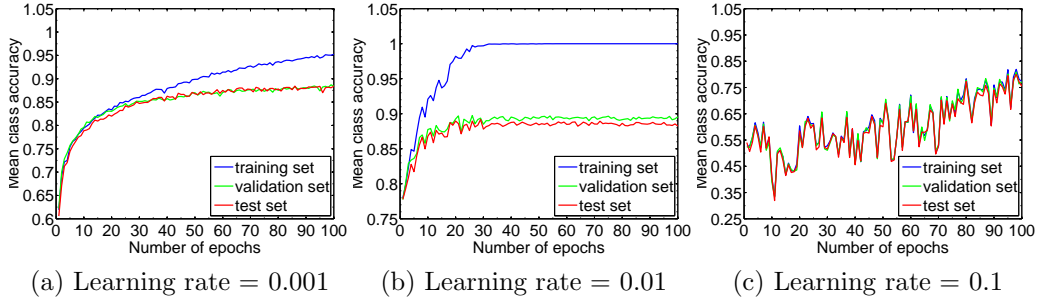 Mean class accuracy
1
0.95
0.9
0.85
0.8
0.75
0.7
0.65
0.6
0 10 20 30 40 50 60 70 80 90 100
Number of epochs
training set
validation set
test set
(a) Learning rate = 0.001
Mean class accuracy
1
0.95
0.9
0.85
0.8
0.75
0 10 20 30 40 50 60 70 80 90 100
Number of epochs
training set
validation set
test set
(b) Learning rate = 0.01
Mean class accuracy
1.05
0.95
0.85
0.75
0.65
0.55
0.45
0.35
0.25
0 10 20 30 40 50 60 70 80 90 100
Number of epochs
training set
validation set
test set
(c) Learning rate = 0.1